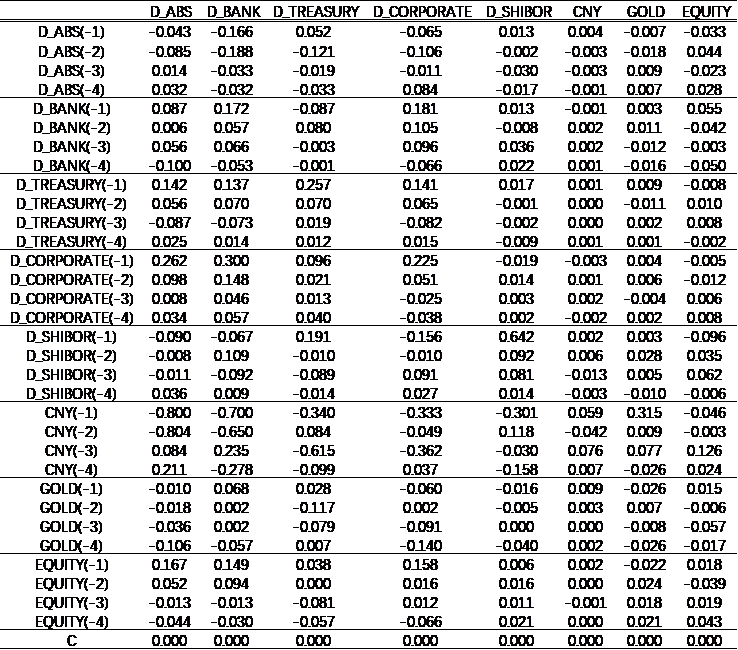 D_ABS D_BANK D_TREASURY D_CORPORATE D_SHIBOR CNY GOLD EQUITY
D_ABS(-1) -0.043 -0.166 0.052 -0.065 0.013 0.004 -0.007 -0.033
D_ABS(-2) -0.085 -0.188 -0.121 -0.106 -0.002 -0.003 -0.018 0.044
D_ABS(-3) 0.014 -0.033 -0.019 -0.011 -0.030 -0.003 0.009 -0.023
D_ABS(-4) 0.032 -0.032 -0.033 0.084 -0.017 -0.001 0.007 0.028
D_BANK(-1) 0.087 0.172 -0.087 0.181 0.013 -0.001 0.003 0.055
D_BANK(-2) 0.006 0.057 0.080 0.105 -0.008 0.002 0.011 -0.042
D_BANK(-3) 0.056 0.066 -0.003 0.096 0.036 0.002 -0.012 -0.003
D_BANK(-4) -0.100 -0.053 -0.001 -0.066 0.022 0.001 -0.016 -0.050
D_TREASURY(-1) 0.142 0.137 0.257 0.141 0.017 0.001 0.009 -0.008
D_TREASURY(-2) 0.056 0.070 0.070 0.065 -0.001 0.000 -0.011 0.010
D_TREASURY(-3) -0.087 -0.073 0.019 -0.082 -0.002 0.000 0.002 0.008
D_TREASURY(-4) 0.025 0.014 0.012 0.015 -0.009 0.001 0.001 -0.002
D_CORPORATE(-1) 0.262 0.300 0.096 0.225 -0.019 -0.003 0.004 -0.005
D_CORPORATE(-2) 0.098 0.148 0.021 0.051 0.014 0.001 0.006 -0.012
D_CORPORATE(-3) 0.008 0.046 0.013 -0.025 0.003 0.002 -0.004 0.006
D_CORPORATE(-4) 0.034 0.057 0.040 -0.038 0.002 -0.002 0.002 0.008
D_SHIBOR(-1) -0.090 -0.067 0.191 -0.156 0.642 0.002 0.003 -0.096
D_SHIBOR(-2) -0.008 0.109 -0.010 -0.010 0.092 0.006 0.028 0.035
D_SHIBOR(-3) -0.011 -0.092 -0.089 0.091 0.081 -0.013 0.005 0.062
D_SHIBOR(-4) 0.036 0.009 -0.014 0.027 0.014 -0.003 -0.010 -0.006
CNY(-1) -0.800 -0.700 -0.340 -0.333 -0.301 0.059 0.315 -0.046
CNY(-2) -0.804 -0.650 0.084 -0.049 0.118 -0.042 0.009 -0.003
CNY(-3) 0.084 0.235 -0.615 -0.362 -0.030 0.076 0.077 0.126
CNY(-4) 0.211 -0.278 -0.099 0.037 -0.158 0.007 -0.026 0.024
GOLD(-1) -0.010 0.068 0.028 -0.060 -0.016 0.009 -0.026 0.015
GOLD(-2) -0.018 0.002 -0.117 0.002 -0.005 0.003 0.007 -0.006
GOLD(-3) -0.036 0.002 -0.079 -0.091 0.000 0.000 -0.008 -0.057
GOLD(-4) -0.106 -0.057 0.007 -0.140 -0.040 0.002 -0.026 -0.017
EQUITY(-1) 0.167 0.149 0.038 0.158 0.006 0.002 -0.022 0.018
EQUITY(-2) 0.052 0.094 0.000 0.016 0.016 0.000 0.024 -0.039
EQUITY(-3) -0.013 -0.013 -0.081 0.012 0.011 -0.001 0.018 0.019
EQUITY(-4) -0.044 -0.030 -0.057 -0.066 0.021 0.000 0.021 0.043
C 0.000 0.000 0.000 0.000 0.000 0.000 0.000 0.000